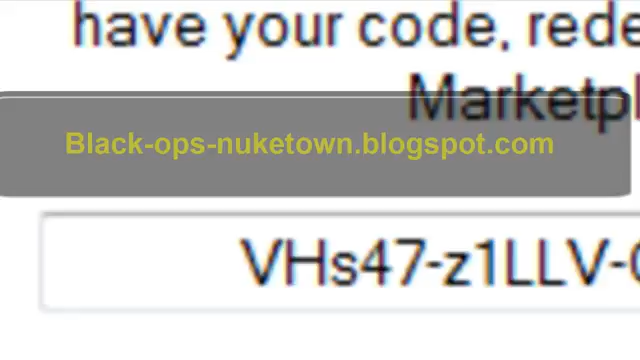 have your code, rede
Marketpl
Black-ops-nuketown.blogspot.com
VHs47-z1LLV-